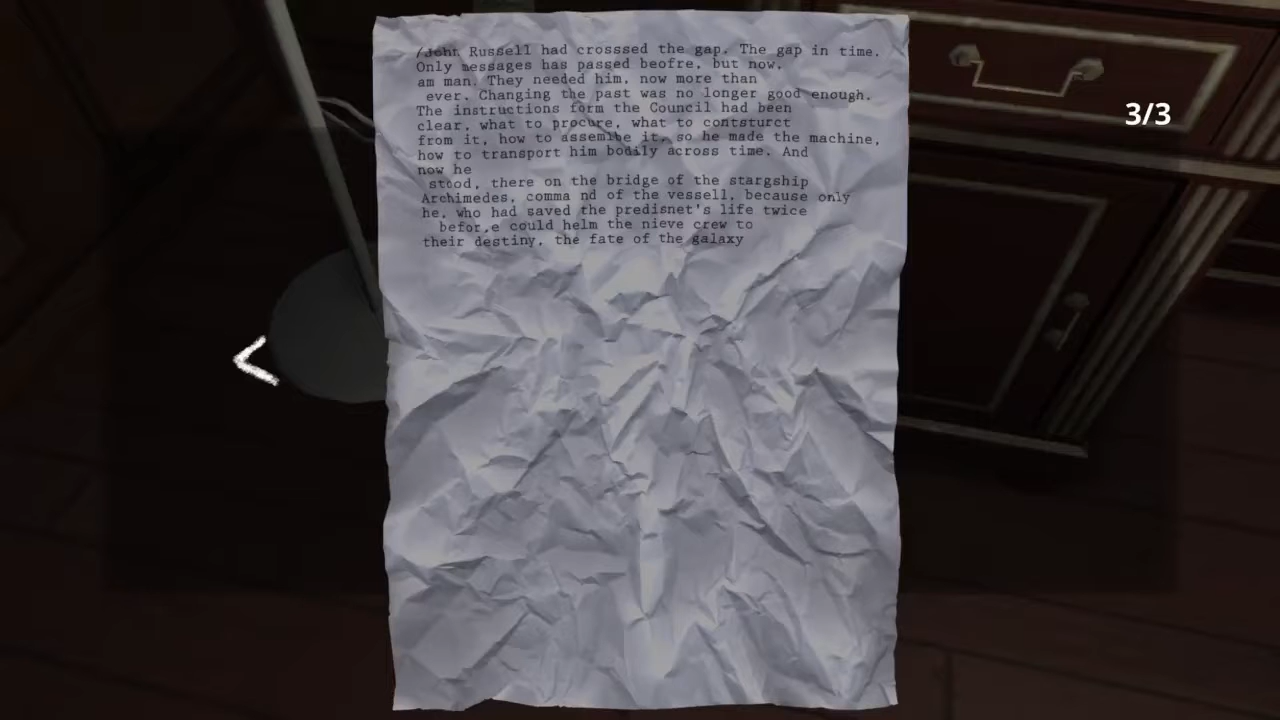 /John Russell had crosssed the gap. The gap in time.
Only messages has passed beofre, but now,
am man. They needed him, now more than
ever. Changing the past was no longer good enough.
The instructions form the Council had been
clear, what to procure, what to contsturct
from it, how to assemlbe it, so he made the machine,
how to transport him bodily across time. And
now he
stood, there on the bridge of the stargship
Archimedes, comma nd of the vessell, because only
he, who had saved the predisnet's life twice
befor,e could helm the nieve crew to
their destiny, the fate of the galaxy
3/3